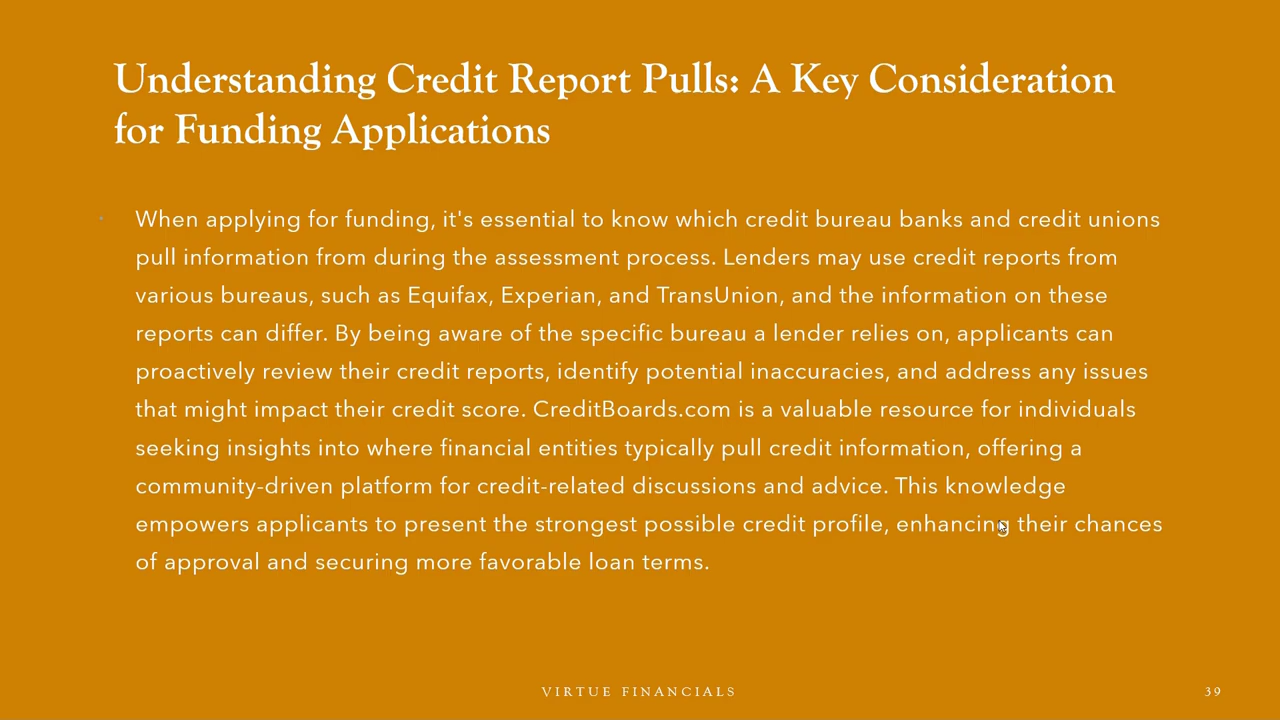 Understanding Credit Report Pulls: A Key Consideration
for Funding Applications
When applying for funding, it's essential to know which credit bureau banks and credit unions
pull information from during the assessment process. Lenders may use credit reports from
various bureaus, such as Equifax, Experian, and TransUnion, and the information on these
reports can differ. By being aware of the specific bureau a lender relies on, applicants can
proactively review their credit reports, identify potential inaccuracies, and address any issues
that might impact their credit score. CreditBoards.com is a valuable resource for individuals
seeking insights into where financial entities typically pull credit information, offering a
community-driven platform for credit-related discussions and advice. This knowledge
empowers applicants to present the strongest possible credit profile, enhancing their chances
of approval and securing more favorable loan terms.
VIRTUE FINANCIALS
39